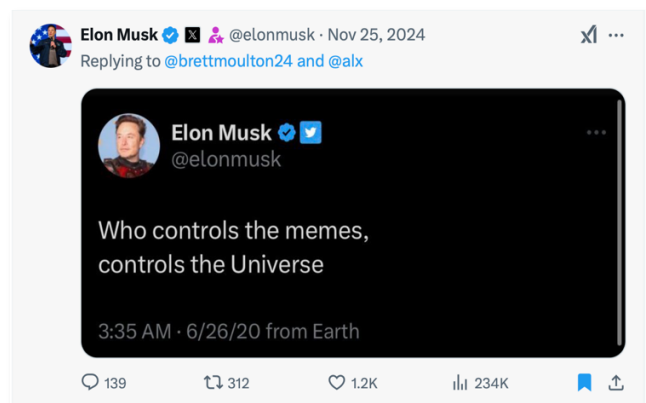 Elon Musk @elonmusk · Nov 25, 2024
Replying to @brettmoulton24 and @alx
Elon Musk
@elonmusk
Who controls the memes,
controls the Universe
3:35 AM · 6/26/20 from Earth
139 312 1.2K 234K